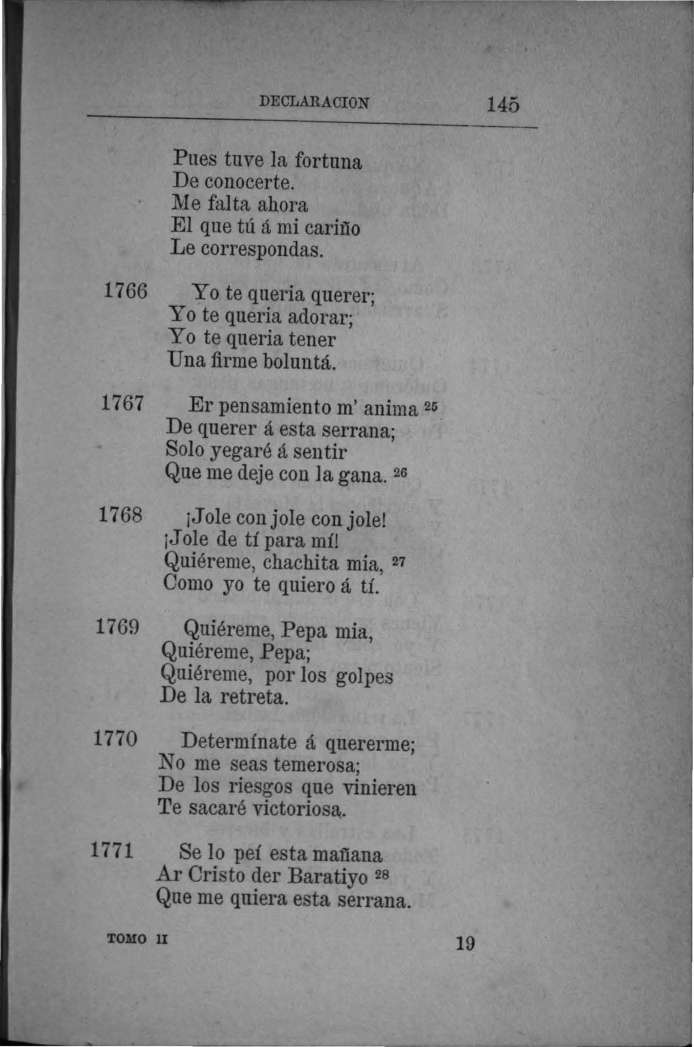 DECLARACION 145
Pues tuve la fortuna
De conocerte.
Me falta ahora
El que tú á mi cariño
Le correspondas.
1766 Yo te queria querer;
Yo te queria adorar;
Yo te queria tener
Una firme boluntá.
1767 Er pensamiento m' anima 25
De querer á esta serrana;
Solo yegaré á sentir
Que me deje con la gana. 26
1768 ¡Jole con jole con jole!
¡Jole de tí para mí!
Quiéreme, chachita mia, 27
Como yo te quiero á tí.
1769 Quiéreme, Pepa mia,
Quiéreme, Pepa;
Quiéreme, por los golpes
De la retreta.
1770 Determínate á quererme;
No me seas temerosa;
De los riesgos que vinieren
Te sacaré victoriosa.
1771 Se lo peí esta mañana
Ar Cristo der Baratiyo 28
Que me quiera esta serrana.
TOMO II 19